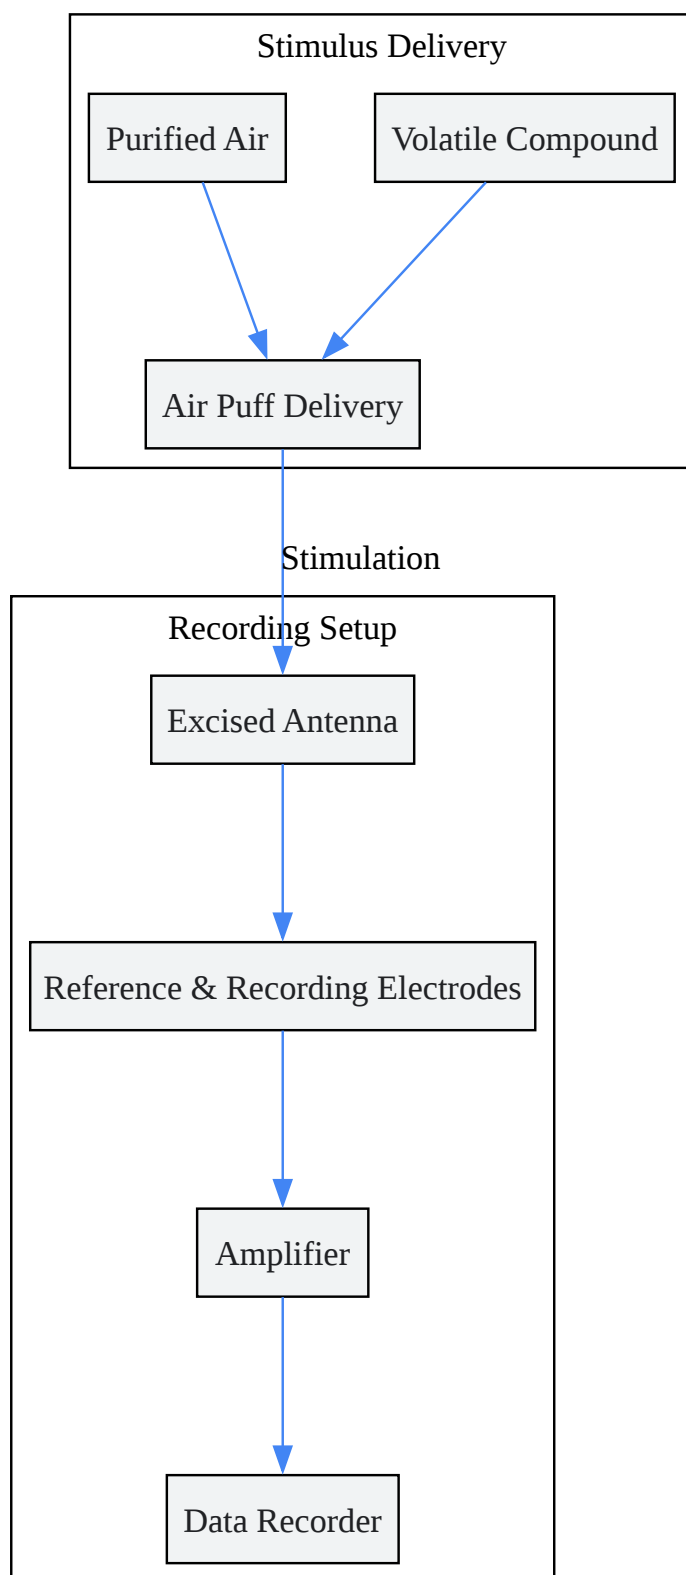 Stimulus Delivery
Purified Air
Volatile Compound
Air Puff Delivery
Stimulation
Recording Setup
Excised Antenna
Reference & Recording Electrodes
Amplifier
Data Recorder